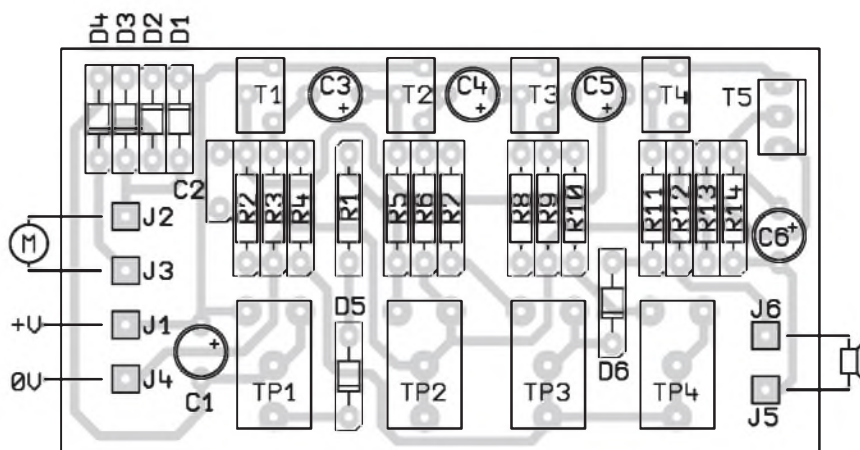 D4 D3 D2 D1
T1 C3 T2 C4 T3 C5 T4 T5
C2 R2 R3 R4 R1 R5 R6 R7 R8 R9 R10 R11 R12 R13 R14
J2
M
C6
J3
+V J1
D5
J6
0V J4
D6
C1 TP1 TP2 TP3 TP4
J5